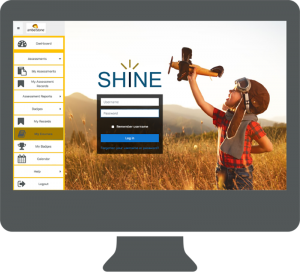 Dashboard
Assessments
My Assessments
My Assessment
Records
Assessment Reports
Badges
My Records
My Badges
Calendar
Help
Logout
SHINE
Username
Password
Remember username
Log in